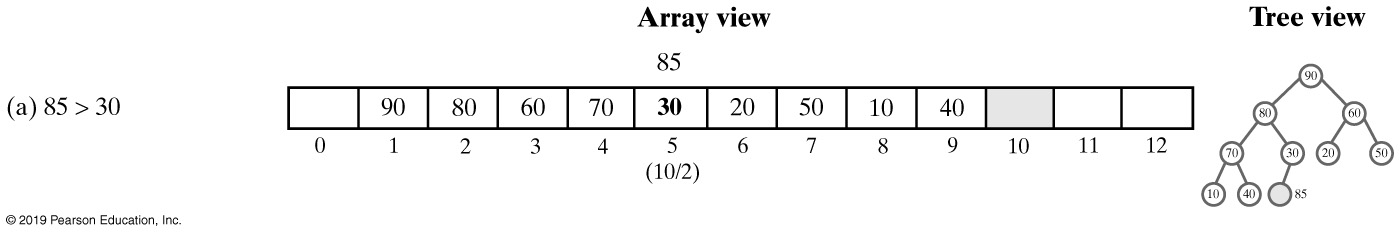 Array view
Tree view
85
(a) 85 > 30
90 80 60 70 30 20 50 10 40
0 1 2 3 4 5 6 7 8 9 10 11 12
(10/2)
90
80 60
70 30 20 50
10 40 85
© 2019 Pearson Education, Inc.